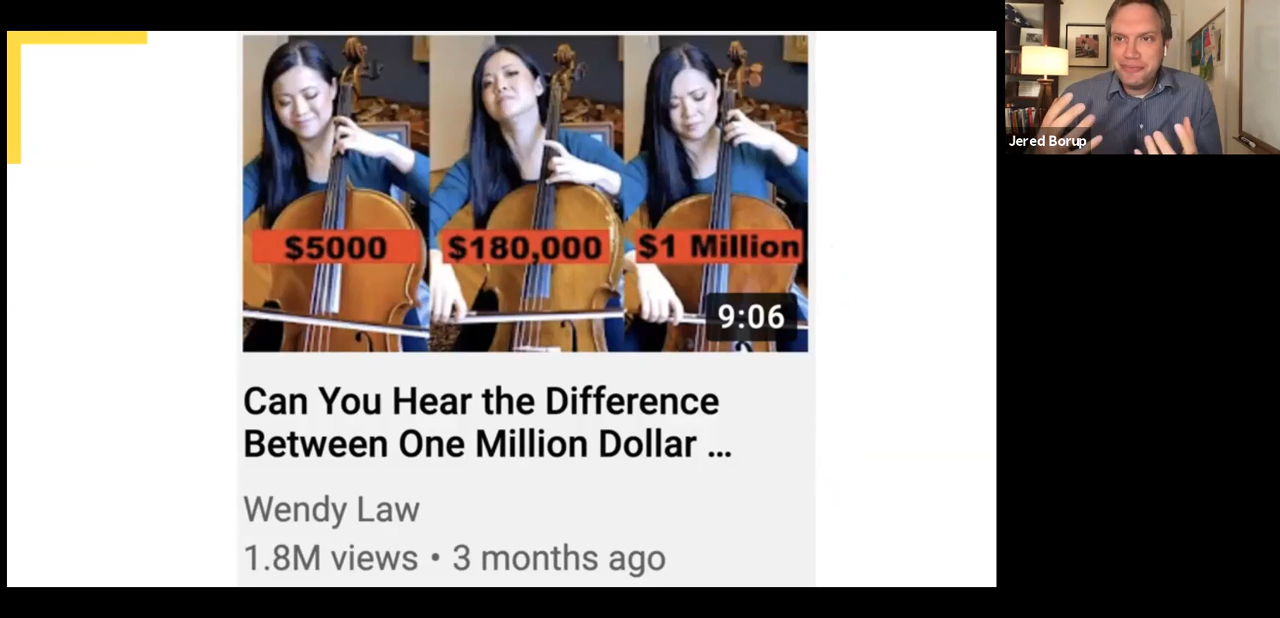 $5000
$180,000
$1 Million
9:06
Can You Hear the Difference
Between One Million Dollar ...
Wendy Law
1.8M views • 3 months ago
Jered Borup